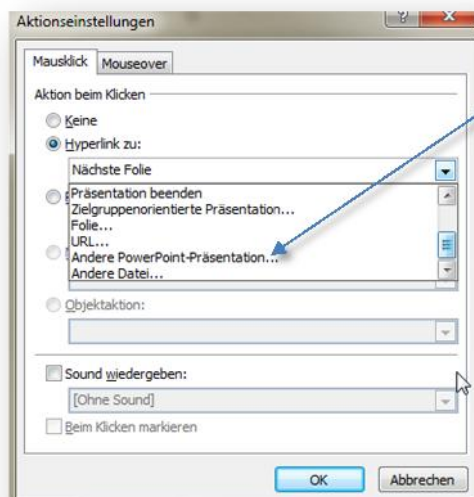 Aktionseinstellungen
Mausklick Mouseover
Aktion beim Klicken
Keine
Hyperlink zu:
Nächste Folie
Präsentation beenden
Zielgruppenorientierte Präsentation...
Folie...
URL...
Andere PowerPoint-Präsentation...
Andere Datei...
Objektaktion:
Sound wiedergeben:
[Ohne Sound]
Beim Klicken markieren
OK Abbrechen